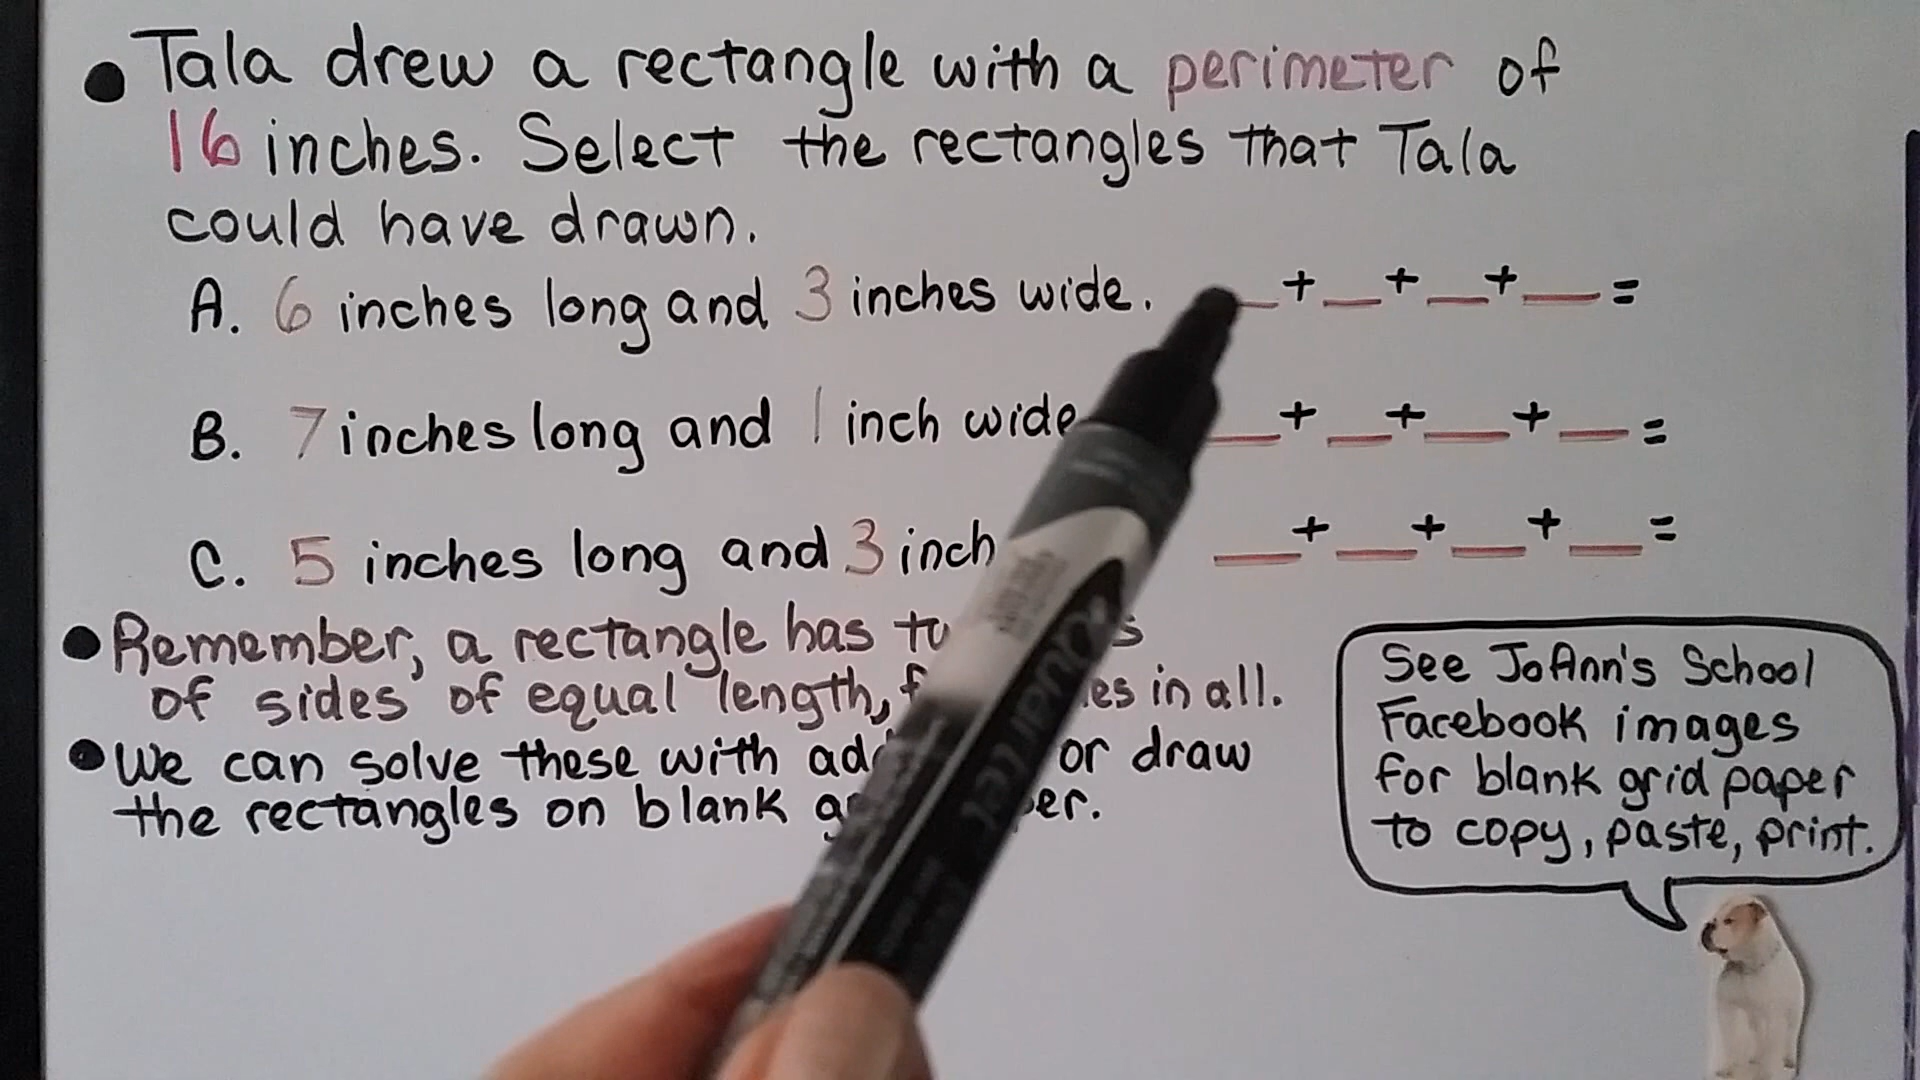 • Tala drew a rectangle with a perimeter of
16 inches. Select the rectangles that Tala
could have drawn.
A. 6 inches long and 3 inches wide. _ + _ + _ + _ =
B. 7 inches long and 1 inch wide _ + _ + _ + _ =
C. 5 inches long and 3 inch _ + _ + _ + _ =
• Remember, a rectangle has
of sides of equal length, in all.
• We can solve these with or draw
the rectangles on blank
See JoAnn's School
Facebook images
for blank grid paper
to copy, paste, print.
Quartet